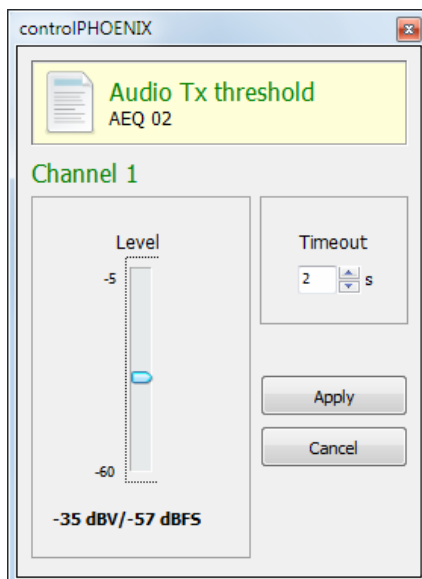 controlPHOENIX
Audio Tx threshold
AEQ 02
Channel 1
Level
-5
-60
-35 dBV/-57 dBFS
Timeout
2 s
Apply
Cancel